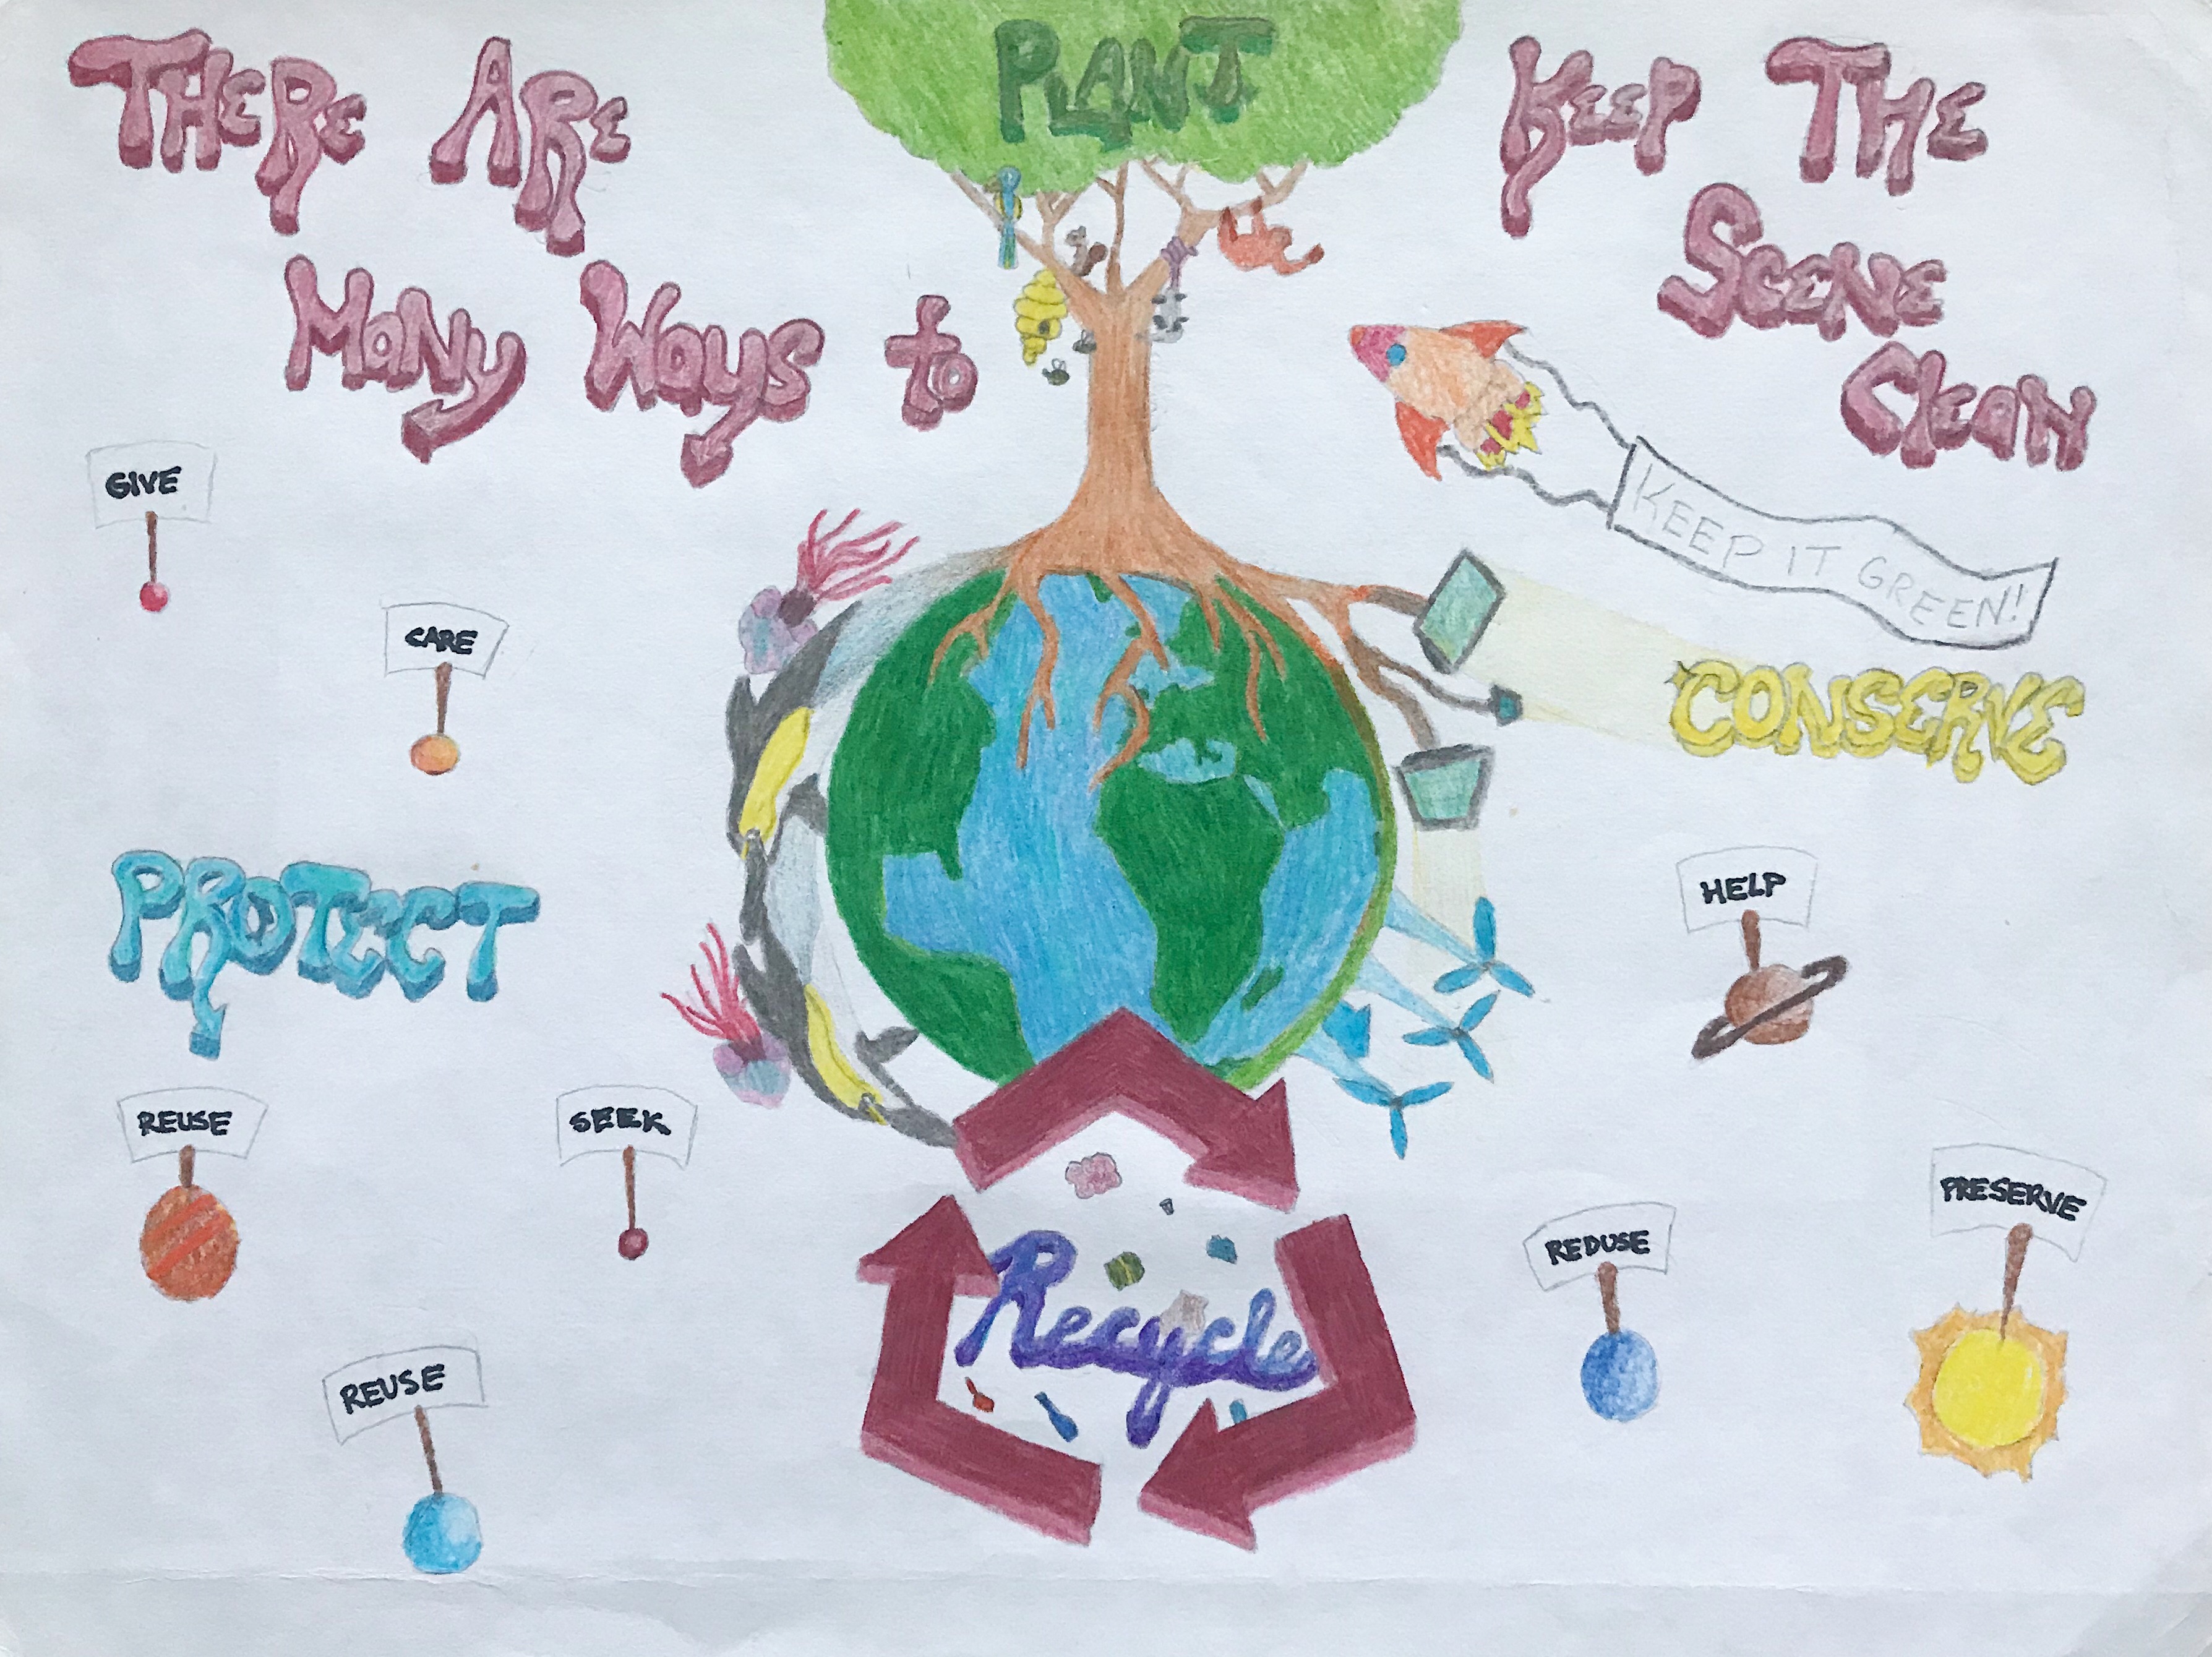 THERE ARE
MANY WAYS to
PLANT
KEEP THE
SCENE
CLEAN
KEEP IT GREEN!
GIVE
CARE
CONSERVE
PROTECT
HELP
REUSE
SEEK
PRESERVE
REDUSE
Recycle
REUSE